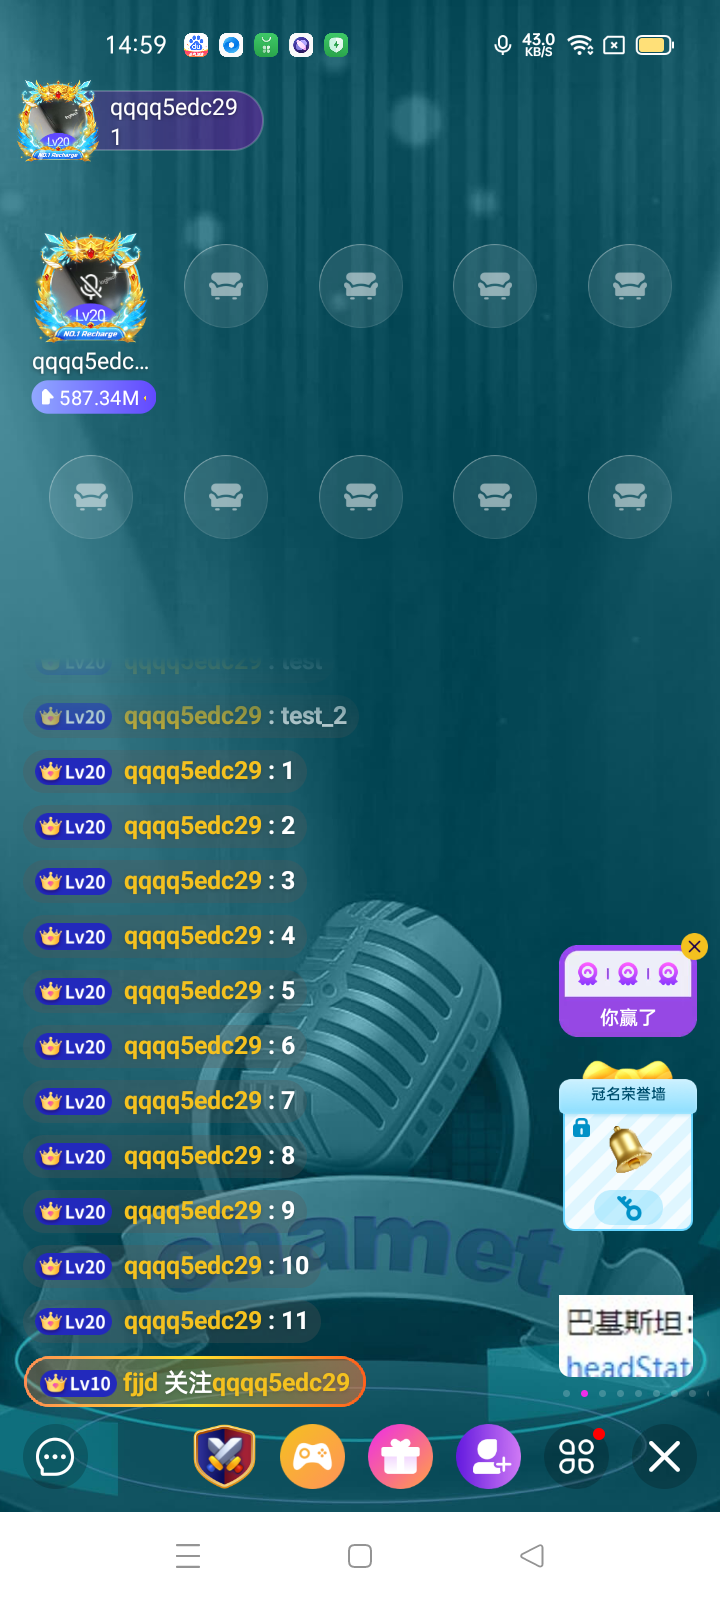 14:59
43.0
KB/S
qqqq5edc29
1
Lv20
NO.1 Recharge
Lv20
NO.1 Recharge
qqqq5edc...
587.34M
Lv20 qqqq5edc29 : test
Lv20 qqqq5edc29 : test_2
Lv20 qqqq5edc29 : 1
Lv20 qqqq5edc29 : 2
Lv20 qqqq5edc29 : 3
Lv20 qqqq5edc29 : 4
Lv20 qqqq5edc29 : 5
Lv20 qqqq5edc29 : 6
Lv20 qqqq5edc29 : 7
Lv20 qqqq5edc29 : 8
Lv20 qqqq5edc29 : 9
Lv20 qqqq5edc29 : 10
Lv20 qqqq5edc29 : 11
Lv10 fjjd 关注qqqq5edc29
你赢了
冠名荣誉墙
巴基斯坦:
headStat
chamet